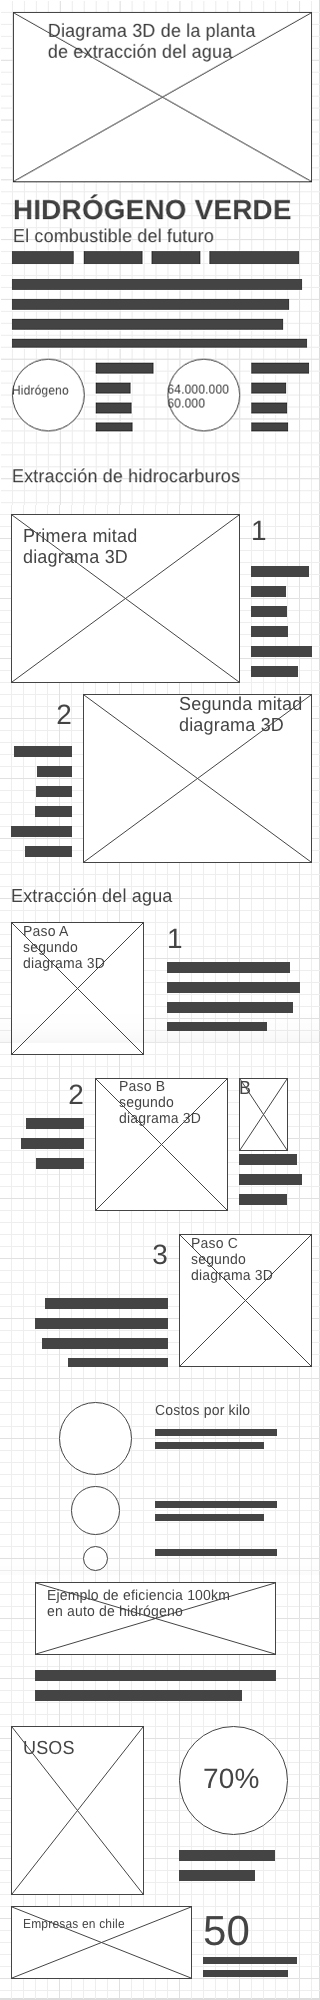 Diagrama 3D de la planta
de extracción del agua
HIDRÓGENO VERDE
El combustible del futuro
Hidrógeno
64.000.000
60.000
Extracción de hidrocarburos
Primera mitad
diagrama 3D
1
2
Segunda mitad
diagrama 3D
Extracción del agua
Paso A
segundo
diagrama 3D
1
2
Paso B
segundo
diagrama 3D
B
3
Paso C
segundo
diagrama 3D
Costos por kilo
Ejemplo de eficiencia 100km
en auto de hidrógeno
USOS
70%
Empresas en chile
50